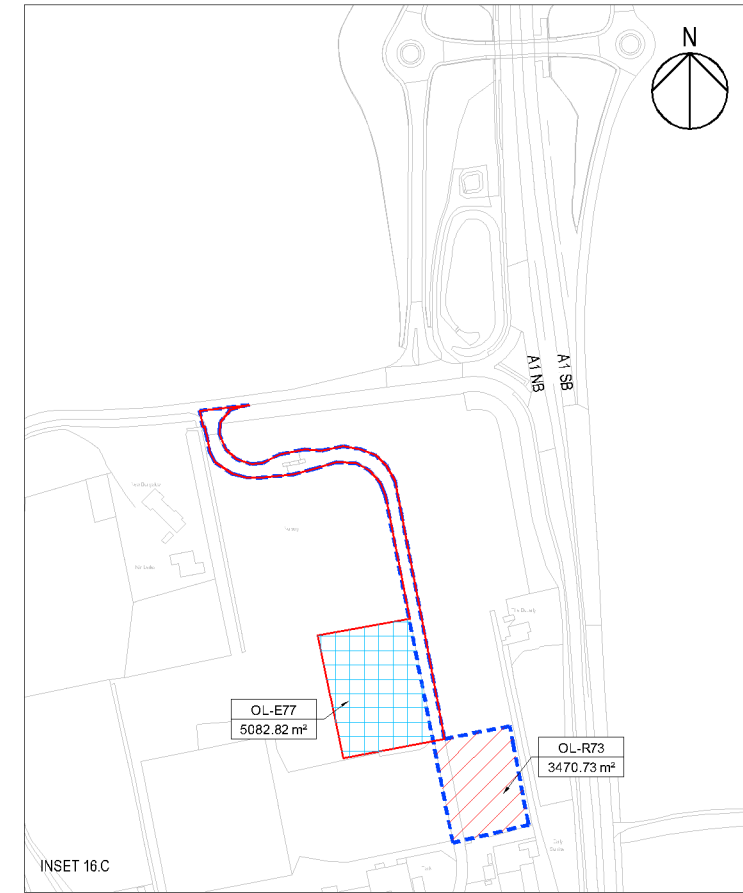 N
A1 NB
A1 SB
OL-E77
5082.82 m²
OL-R73
3470.73 m²
INSET 16.C